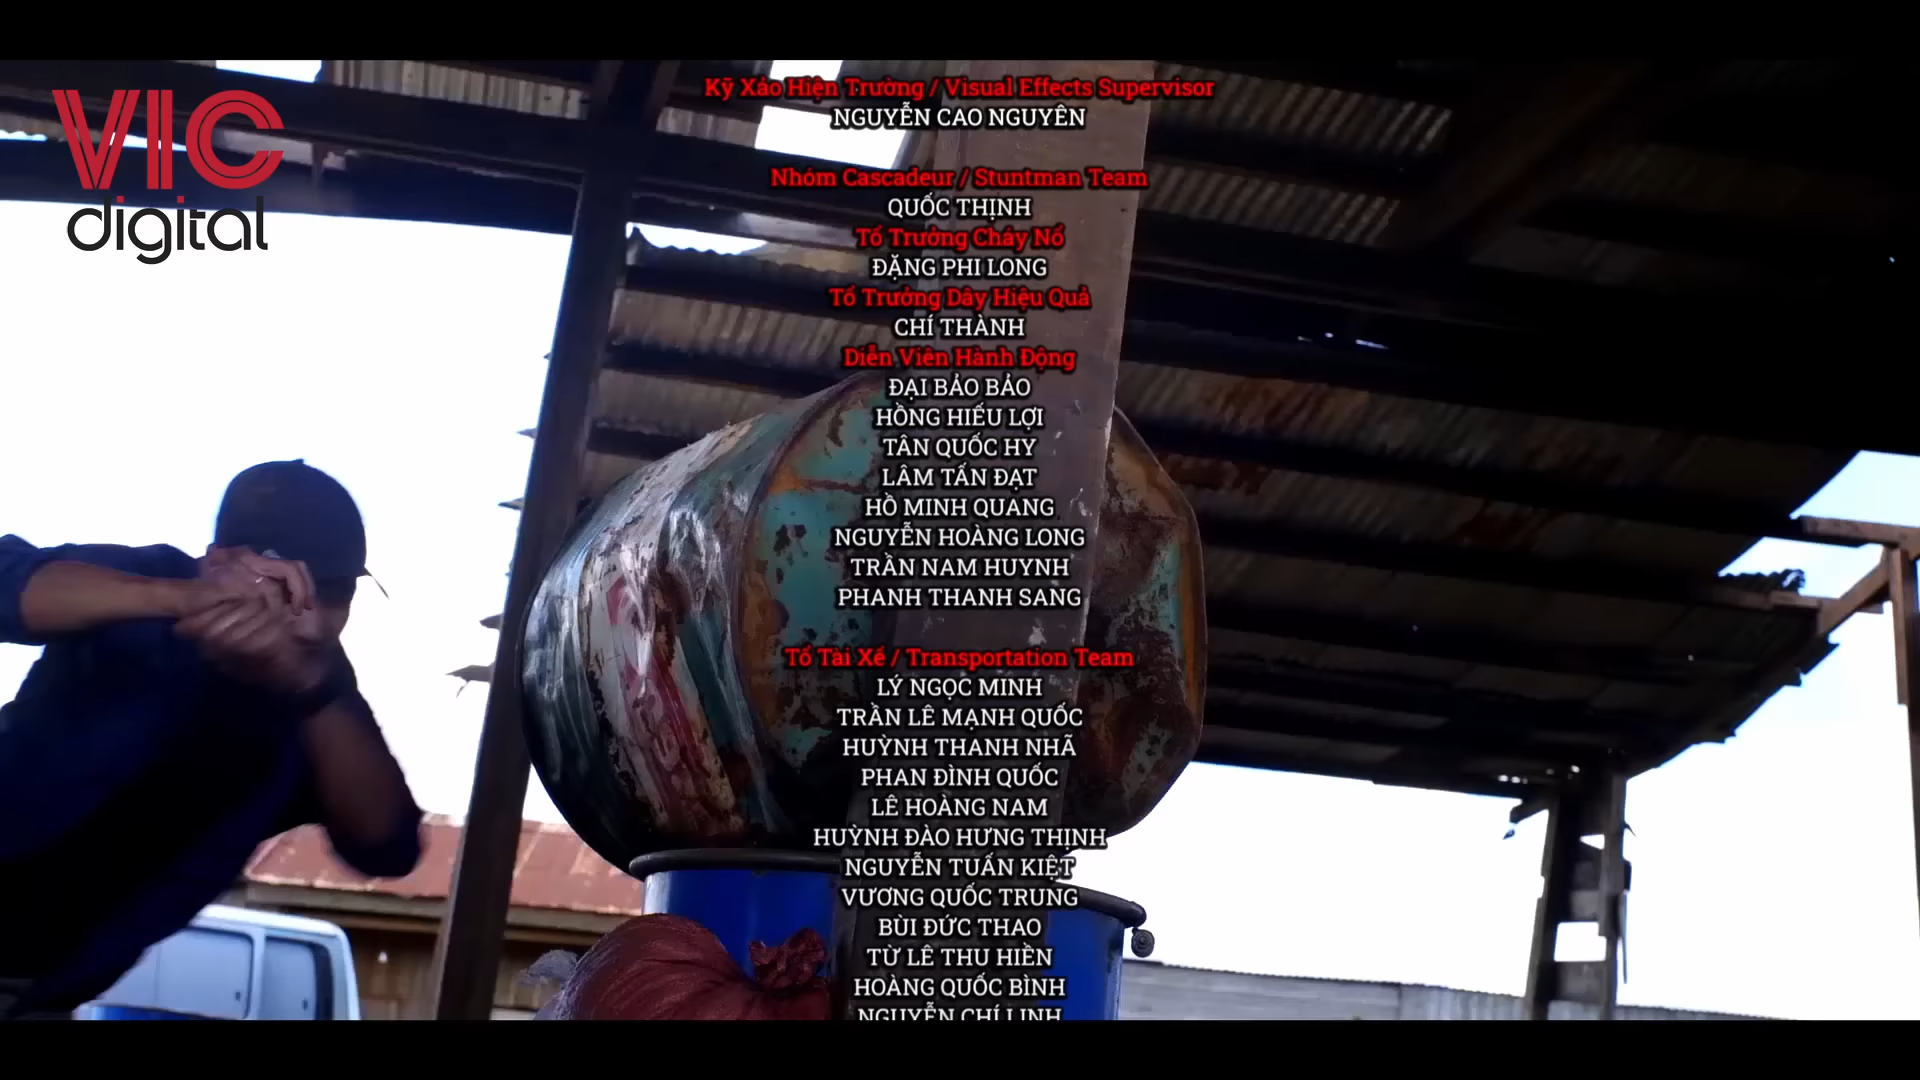 VIC
digital
Kỹ Xảo Hiện Trường / Visual Effects Supervisor
NGUYỄN CAO NGUYÊN
Nhóm Cascadeur / Stuntman Team
QUỐC THỊNH
Tổ Trưởng Cháy Nổ
ĐẶNG PHI LONG
Tổ Trưởng Dây Hiệu Quả
CHÍ THÀNH
Diễn Viên Hành Động
ĐẠI BẢO BẢO
HỒNG HIẾU LỢI
TÂN QUỐC HY
LÂM TẤN ĐẠT
HỒ MINH QUANG
NGUYỄN HOÀNG LONG
TRẦN NAM HUYNH
PHANH THANH SANG
Tổ Tài Xế / Transportation Team
LÝ NGỌC MINH
TRẦN LÊ MẠNH QUỐC
HUỲNH THANH NHÃ
PHAN ĐÌNH QUỐC
LÊ HOÀNG NAM
HUỲNH ĐÀO HƯNG THỊNH
NGUYỄN TUẤN KIỆT
VƯƠNG QUỐC TRUNG
BÙI ĐỨC THAO
TỪ LÊ THU HIỀN
HOÀNG QUỐC BÌNH
NGUYỄN CHÍ LINH